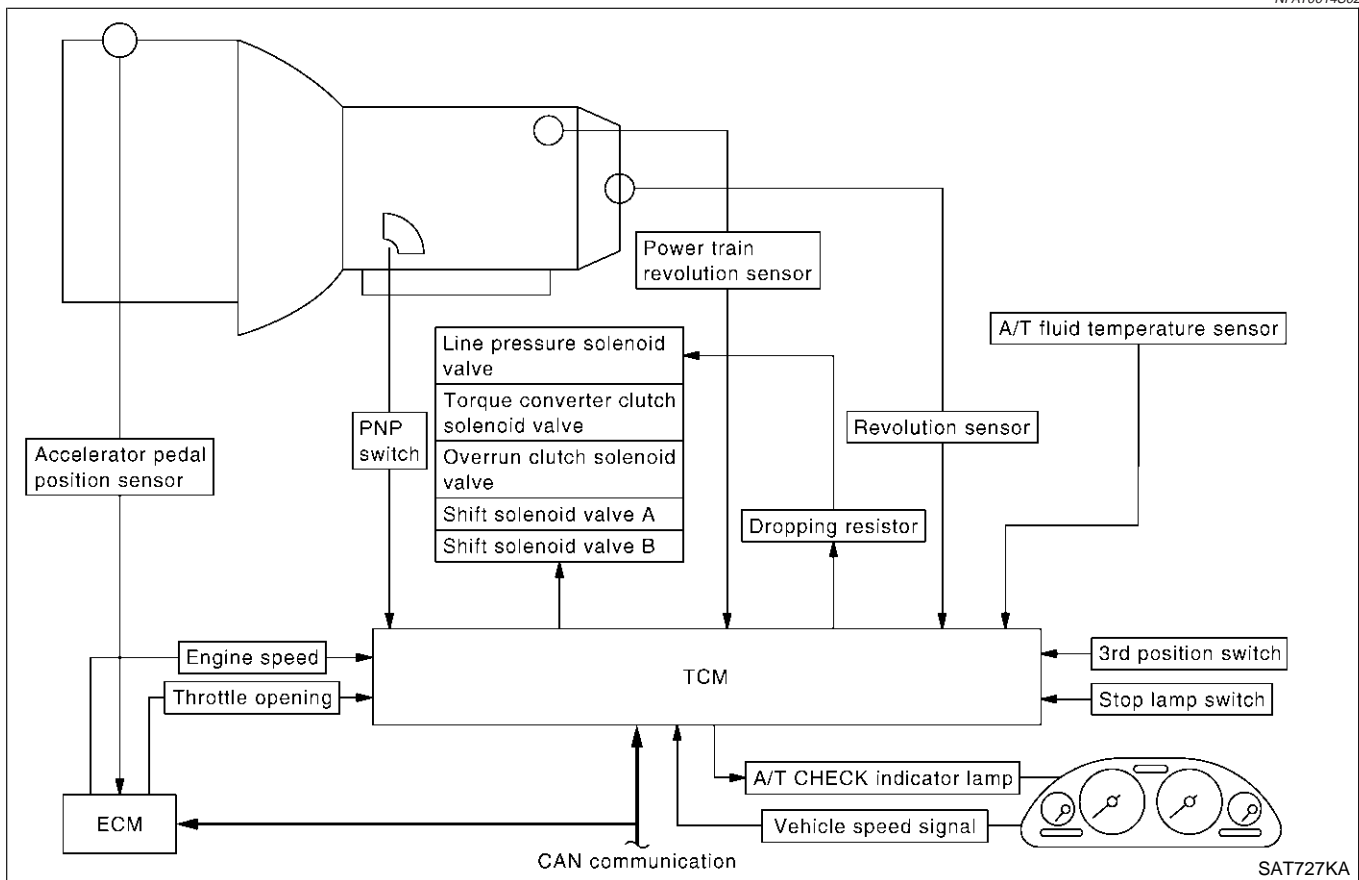 Power train
revolution sensor
A/T fluid temperature sensor
Line pressure solenoid
valve
Torque converter clutch
solenoid valve
Overrun clutch solenoid
valve
Shift solenoid valve A
Shift solenoid valve B
PNP
switch
Revolution sensor
Accelerator pedal
position sensor
Dropping resistor
Engine speed
Throttle opening
TCM
3rd position switch
Stop lamp switch
A/T CHECK indicator lamp
Vehicle speed signal
ECM
CAN communication
SAT727KA